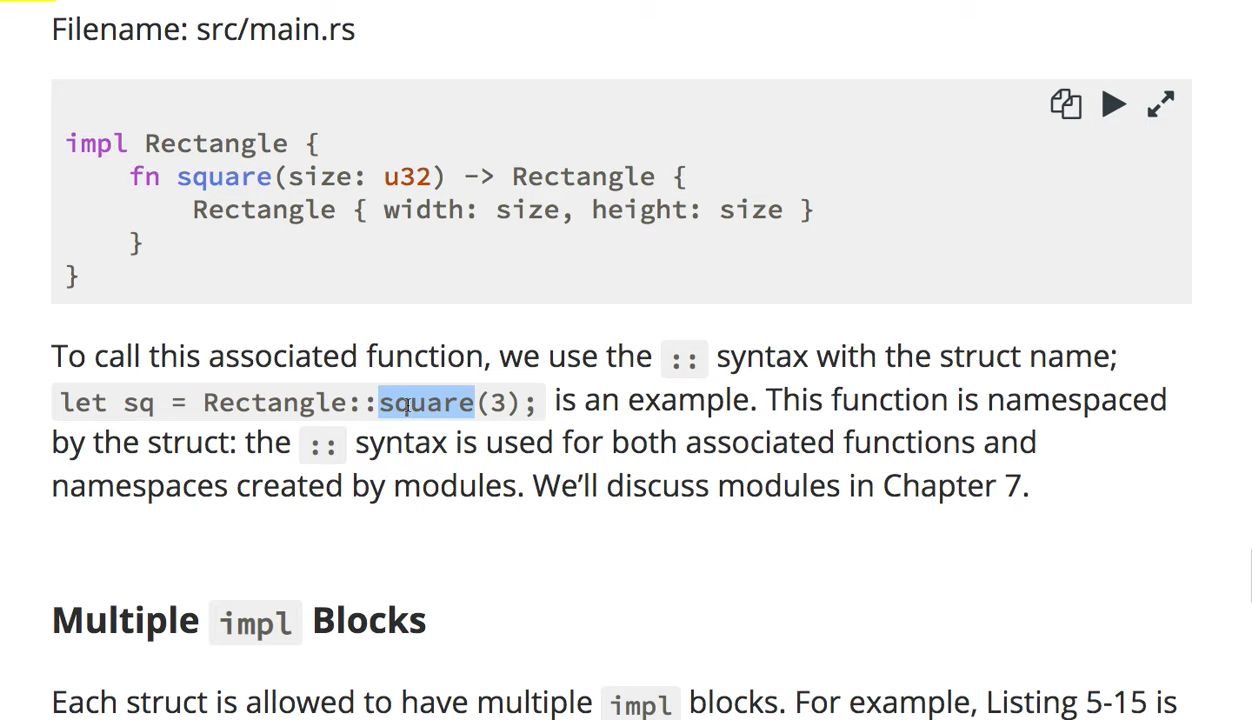 Filename: src/main.rs
impl Rectangle {
    fn square(size: u32) -> Rectangle {
        Rectangle { width: size, height: size }
    }
}
To call this associated function, we use the :: syntax with the struct name;
let sq = Rectangle::square(3); is an example. This function is namespaced
by the struct: the :: syntax is used for both associated functions and
namespaces created by modules. We’ll discuss modules in Chapter 7.
Multiple impl Blocks
Each struct is allowed to have multiple impl blocks. For example, Listing 5-15 is